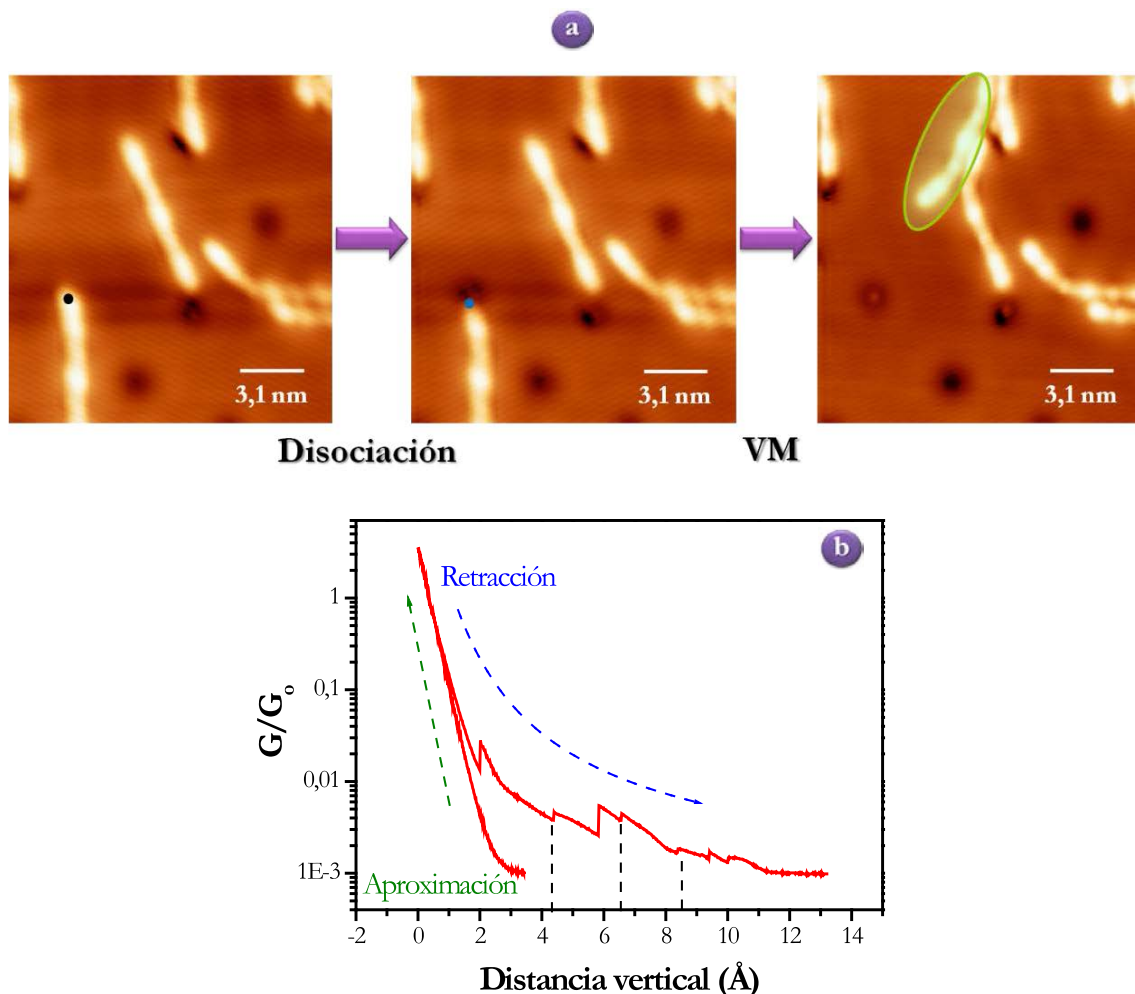 a
3,1 nm
3,1 nm
3,1 nm
Disociación
VM
b
Retracción
1
0,1
G/G₀
0,01
1E-3
Aproximación
-2 0 2 4 6 8 10 12 14
Distancia vertical (Å)